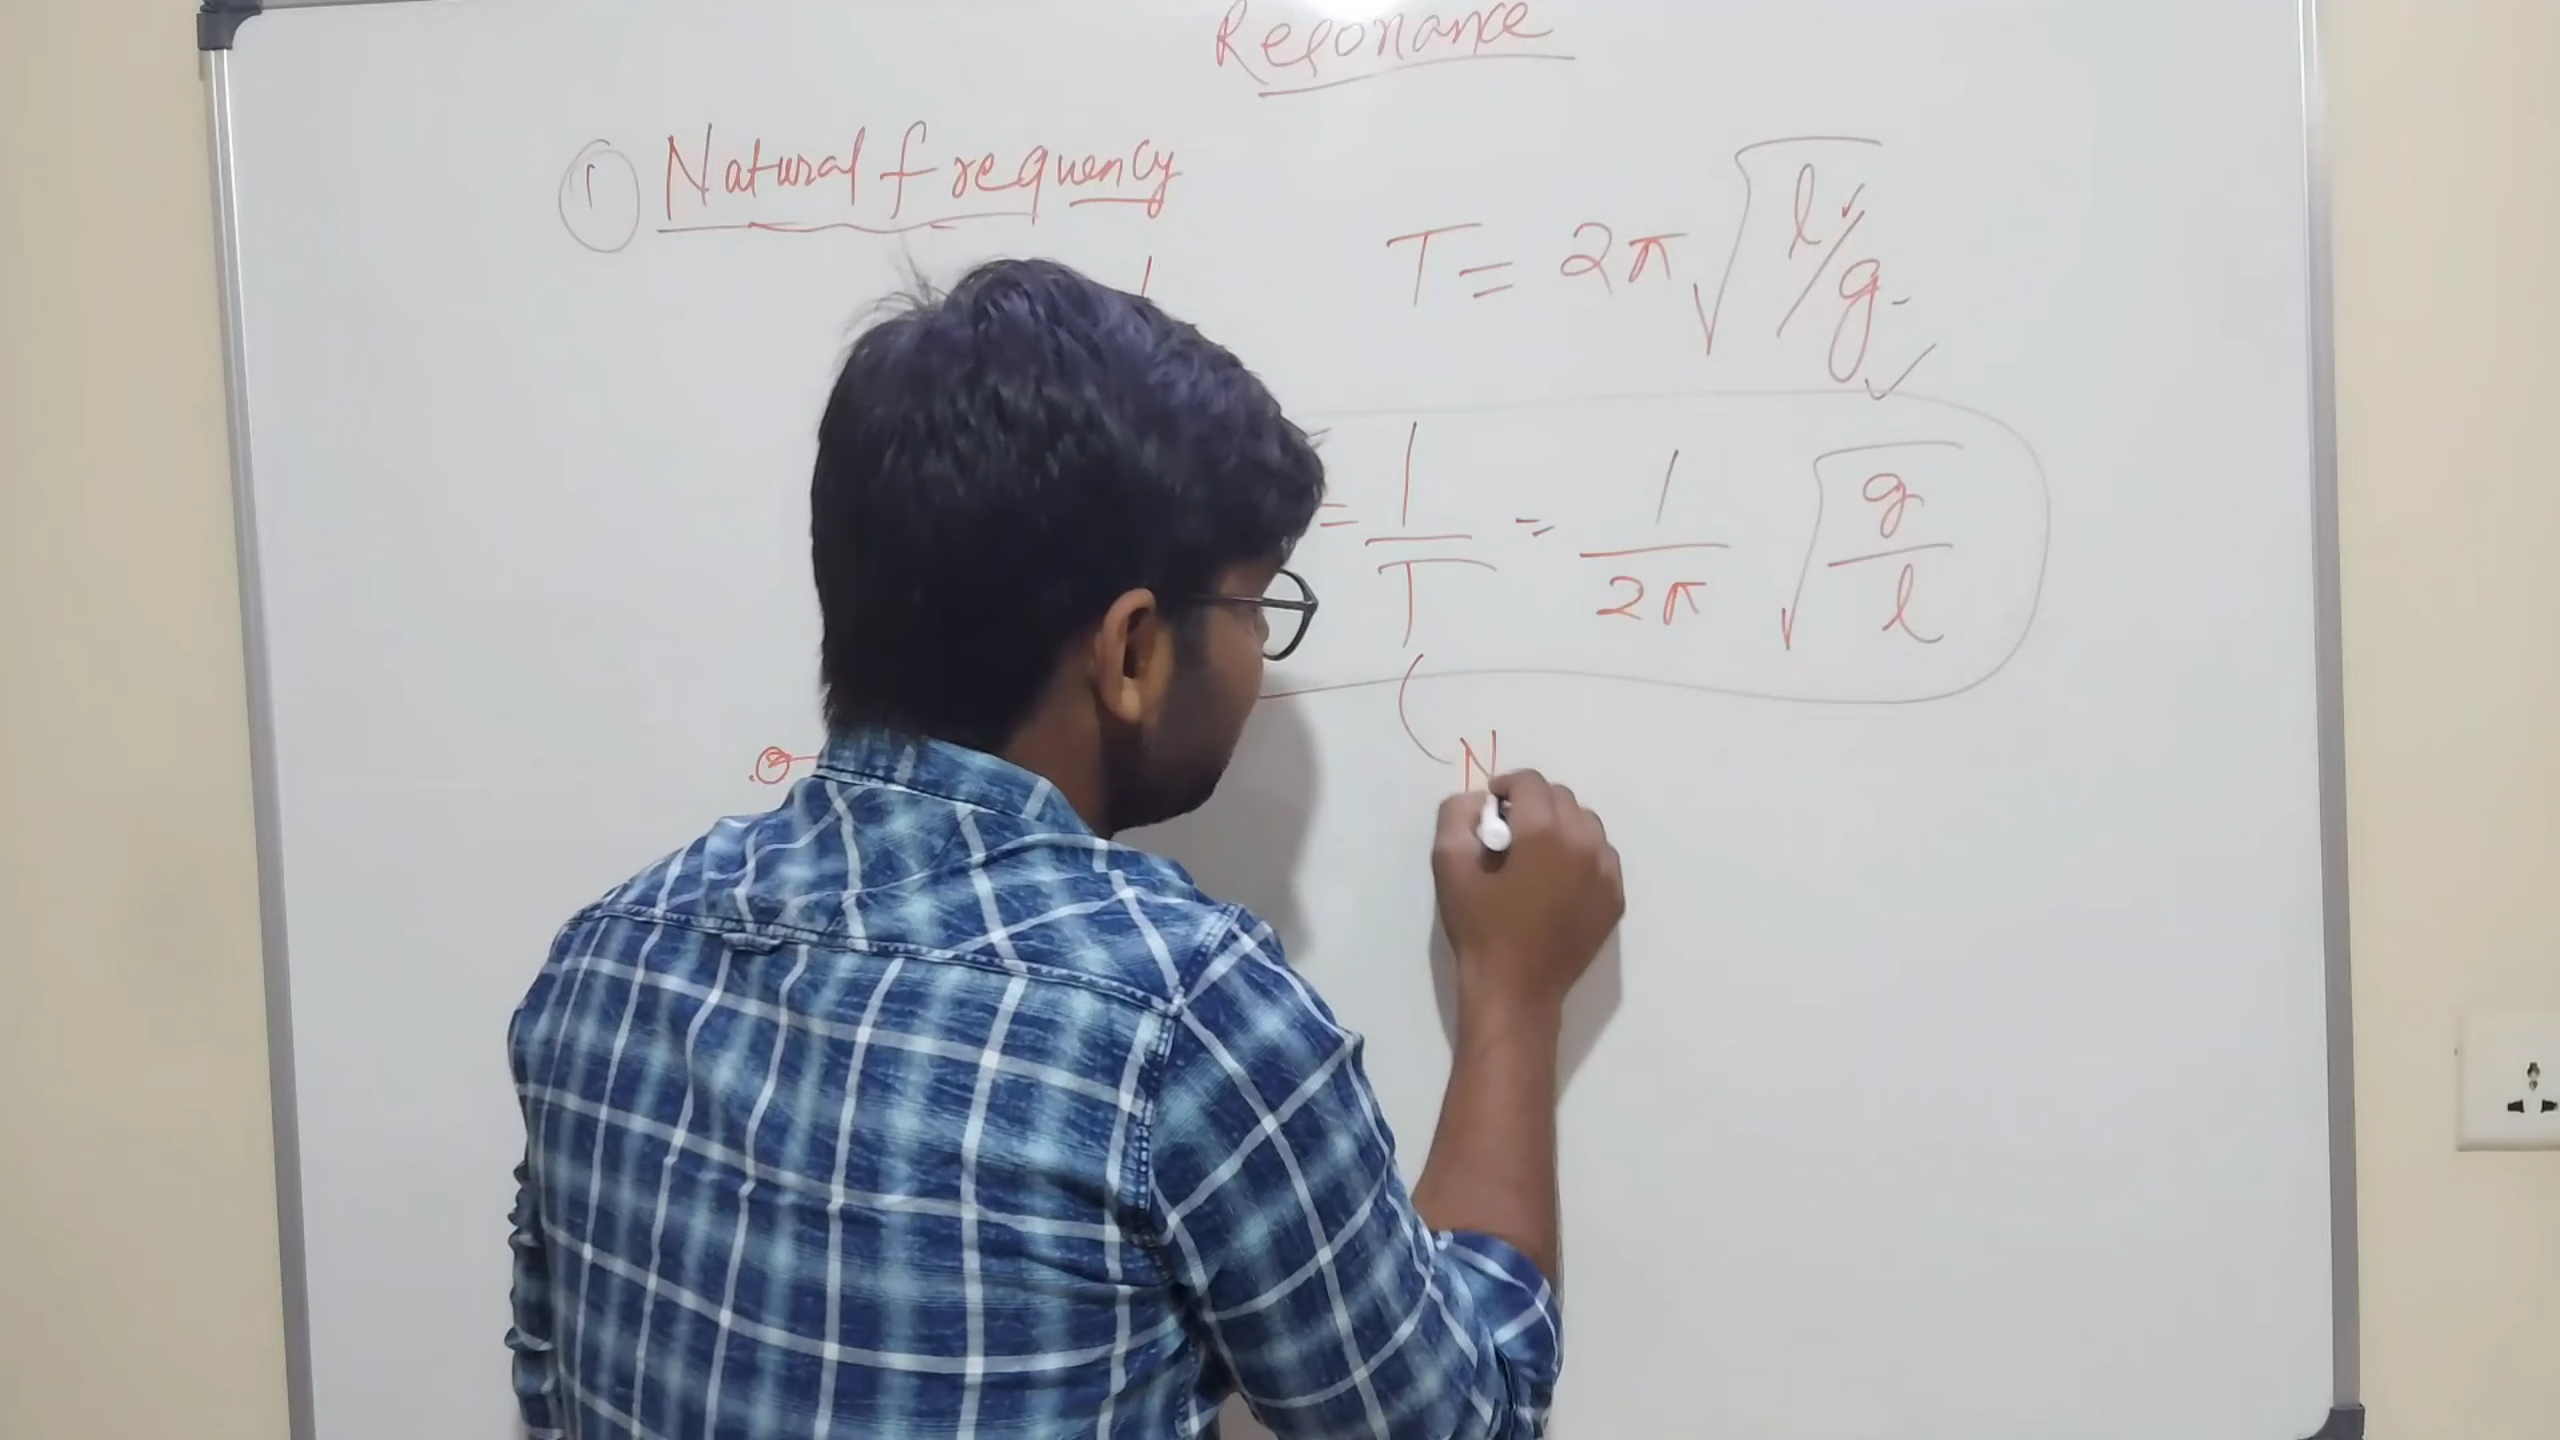 Resonance
1 Natural frequency
T = 2π √l/g
= 1/T = 1/2π √g/l
N